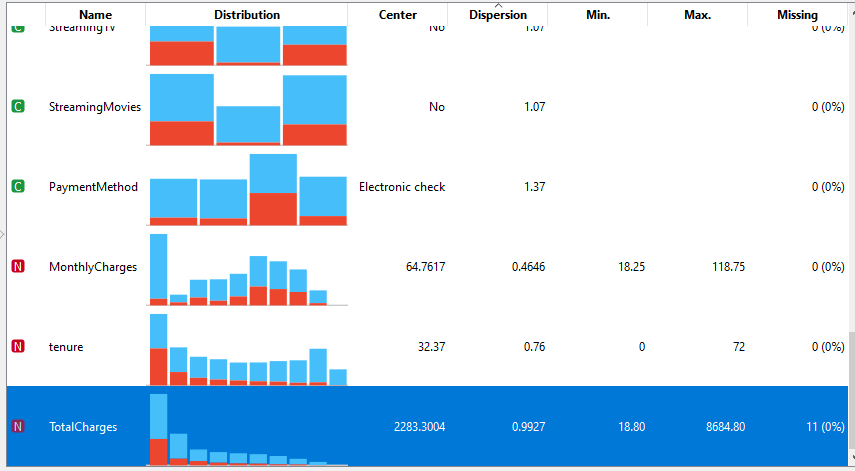 Name Distribution Center Dispersion Min. Max. Missing
C StreamingTV No 1.07 0 (0%)
C StreamingMovies No 1.07 0 (0%)
C PaymentMethod Electronic check 1.37 0 (0%)
N MonthlyCharges 64.7617 0.4646 18.25 118.75 0 (0%)
N tenure 32.37 0.76 0 72 0 (0%)
N TotalCharges 2283.3004 0.9927 18.80 8684.80 11 (0%)